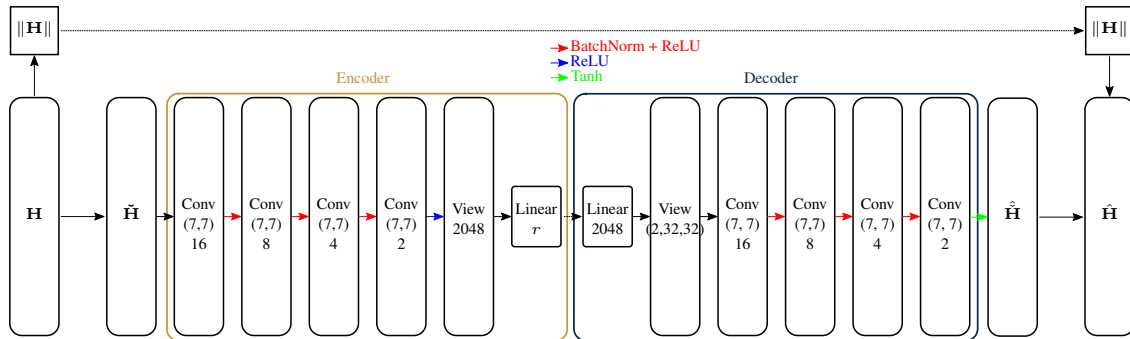 ‖H‖
‖H‖
BatchNorm + ReLU
ReLU
Tanh
Encoder
Decoder
H
Ȟ
Conv
(7,7)
16
Conv
(7,7)
8
Conv
(7,7)
4
Conv
(7,7)
2
View
2048
Linear
r
Linear
2048
View
(2,32,32)
Conv
(7, 7)
16
Conv
(7, 7)
8
Conv
(7, 7)
4
Conv
(7, 7)
2
Ȟ̂
Ĥ